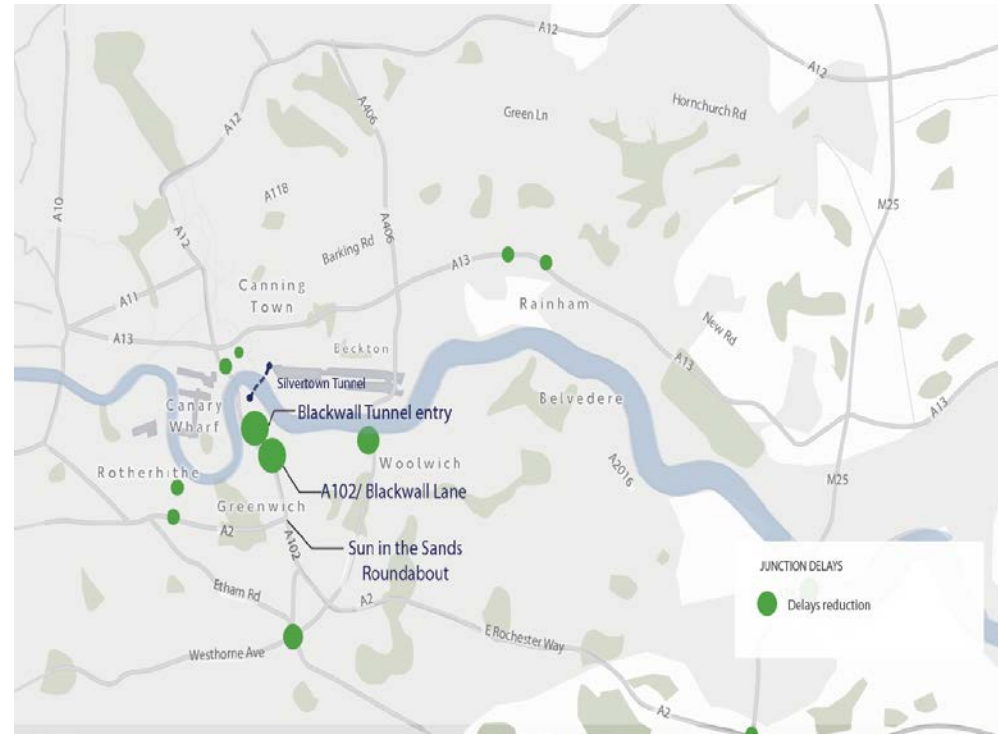 A12
A12
A406
Green Ln
Hornchurch Rd
A12
A118
A10
M25
A12
A406
Barking Rd
A13
Canning
Town
A11
Rainham
New Rd
A13
Beckton
A13
Silvertown Tunnel
Canary
Wharf
Blackwall Tunnel entry
Belvedere
A13
Rotherhithe
Woolwich
A2016
M25
A102/ Blackwall Lane
Greenwich
A2
A102
Sun in the Sands
Roundabout
JUNCTION DELAYS
Delays reduction
Etham Rd
A2
E Rochester Way
Westhorne Ave
A2